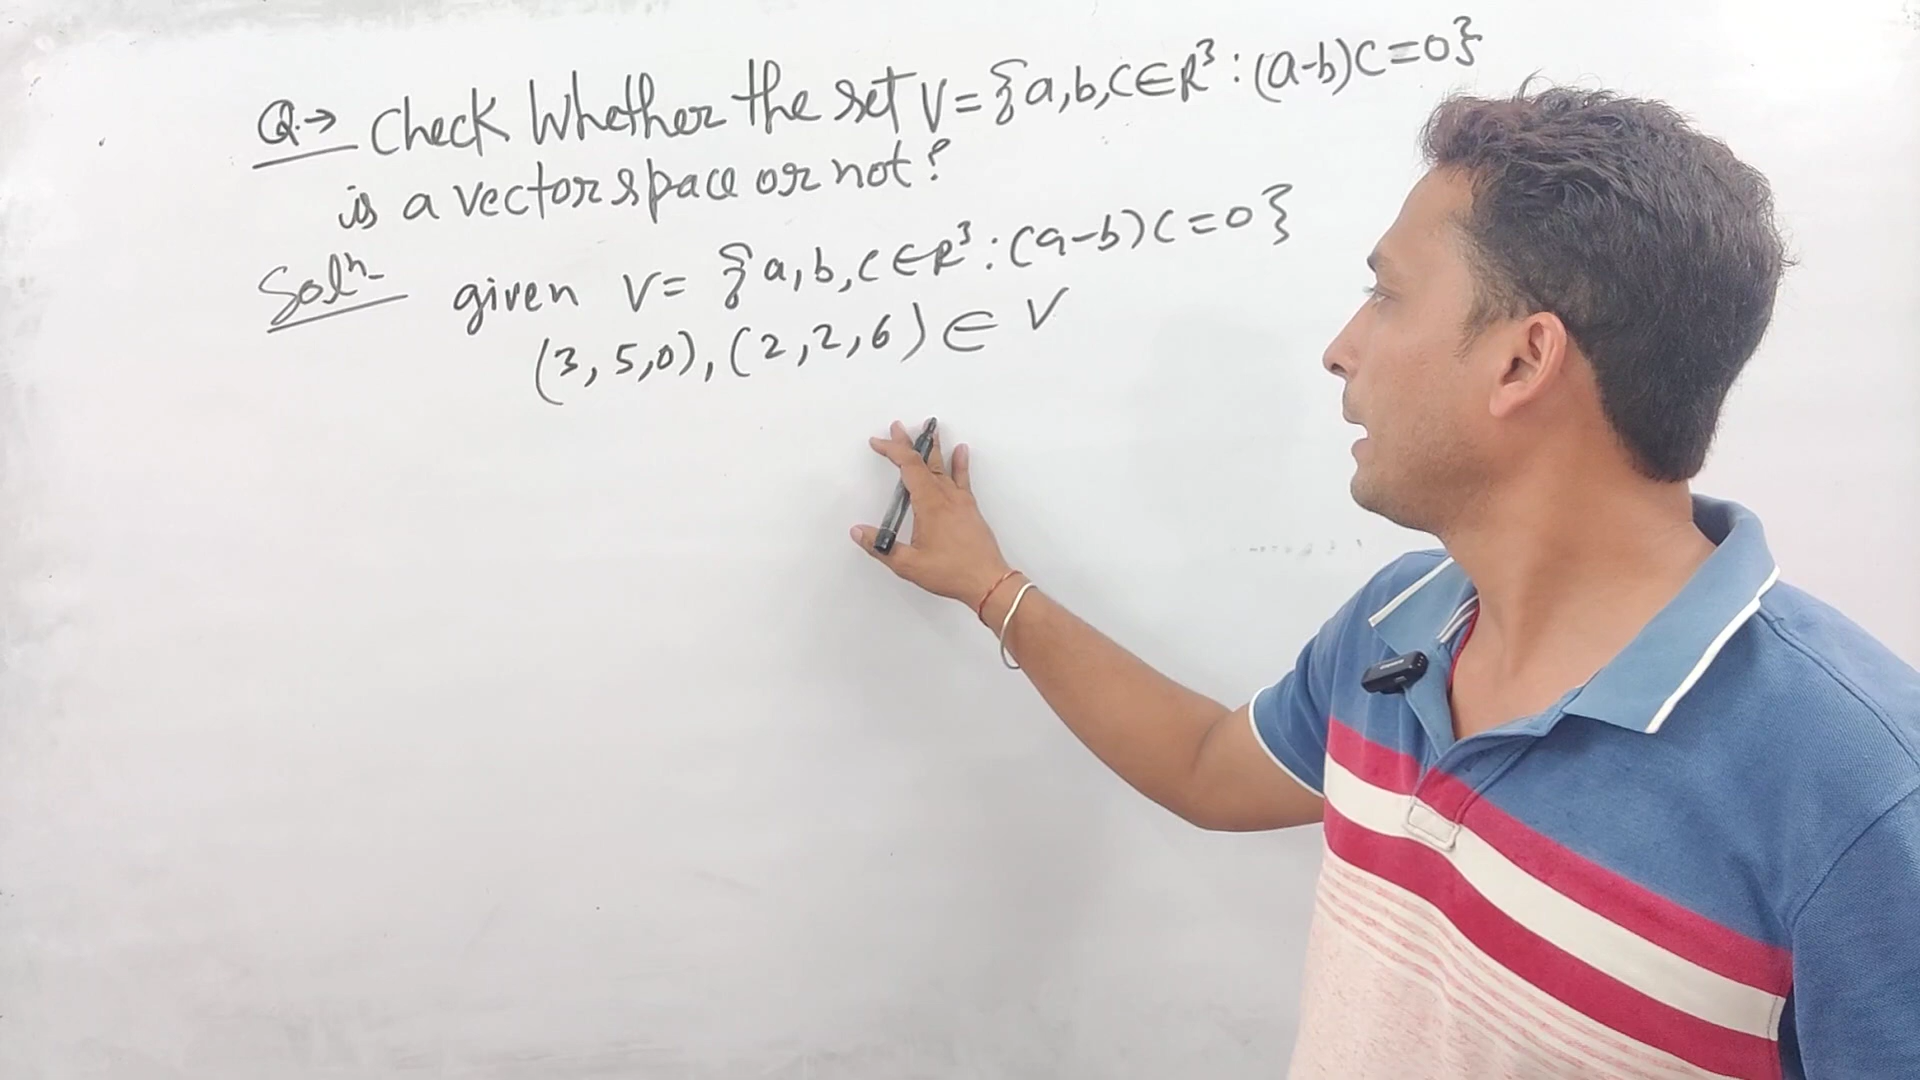 Q.→ Check Whether the set V={a,b,c∈R³:(a-b)c=0}
is a vector space or not?
Solⁿ- given V= {a,b,c∈R³:(a-b)c=0}
(3,5,0),(2,2,6)∈V